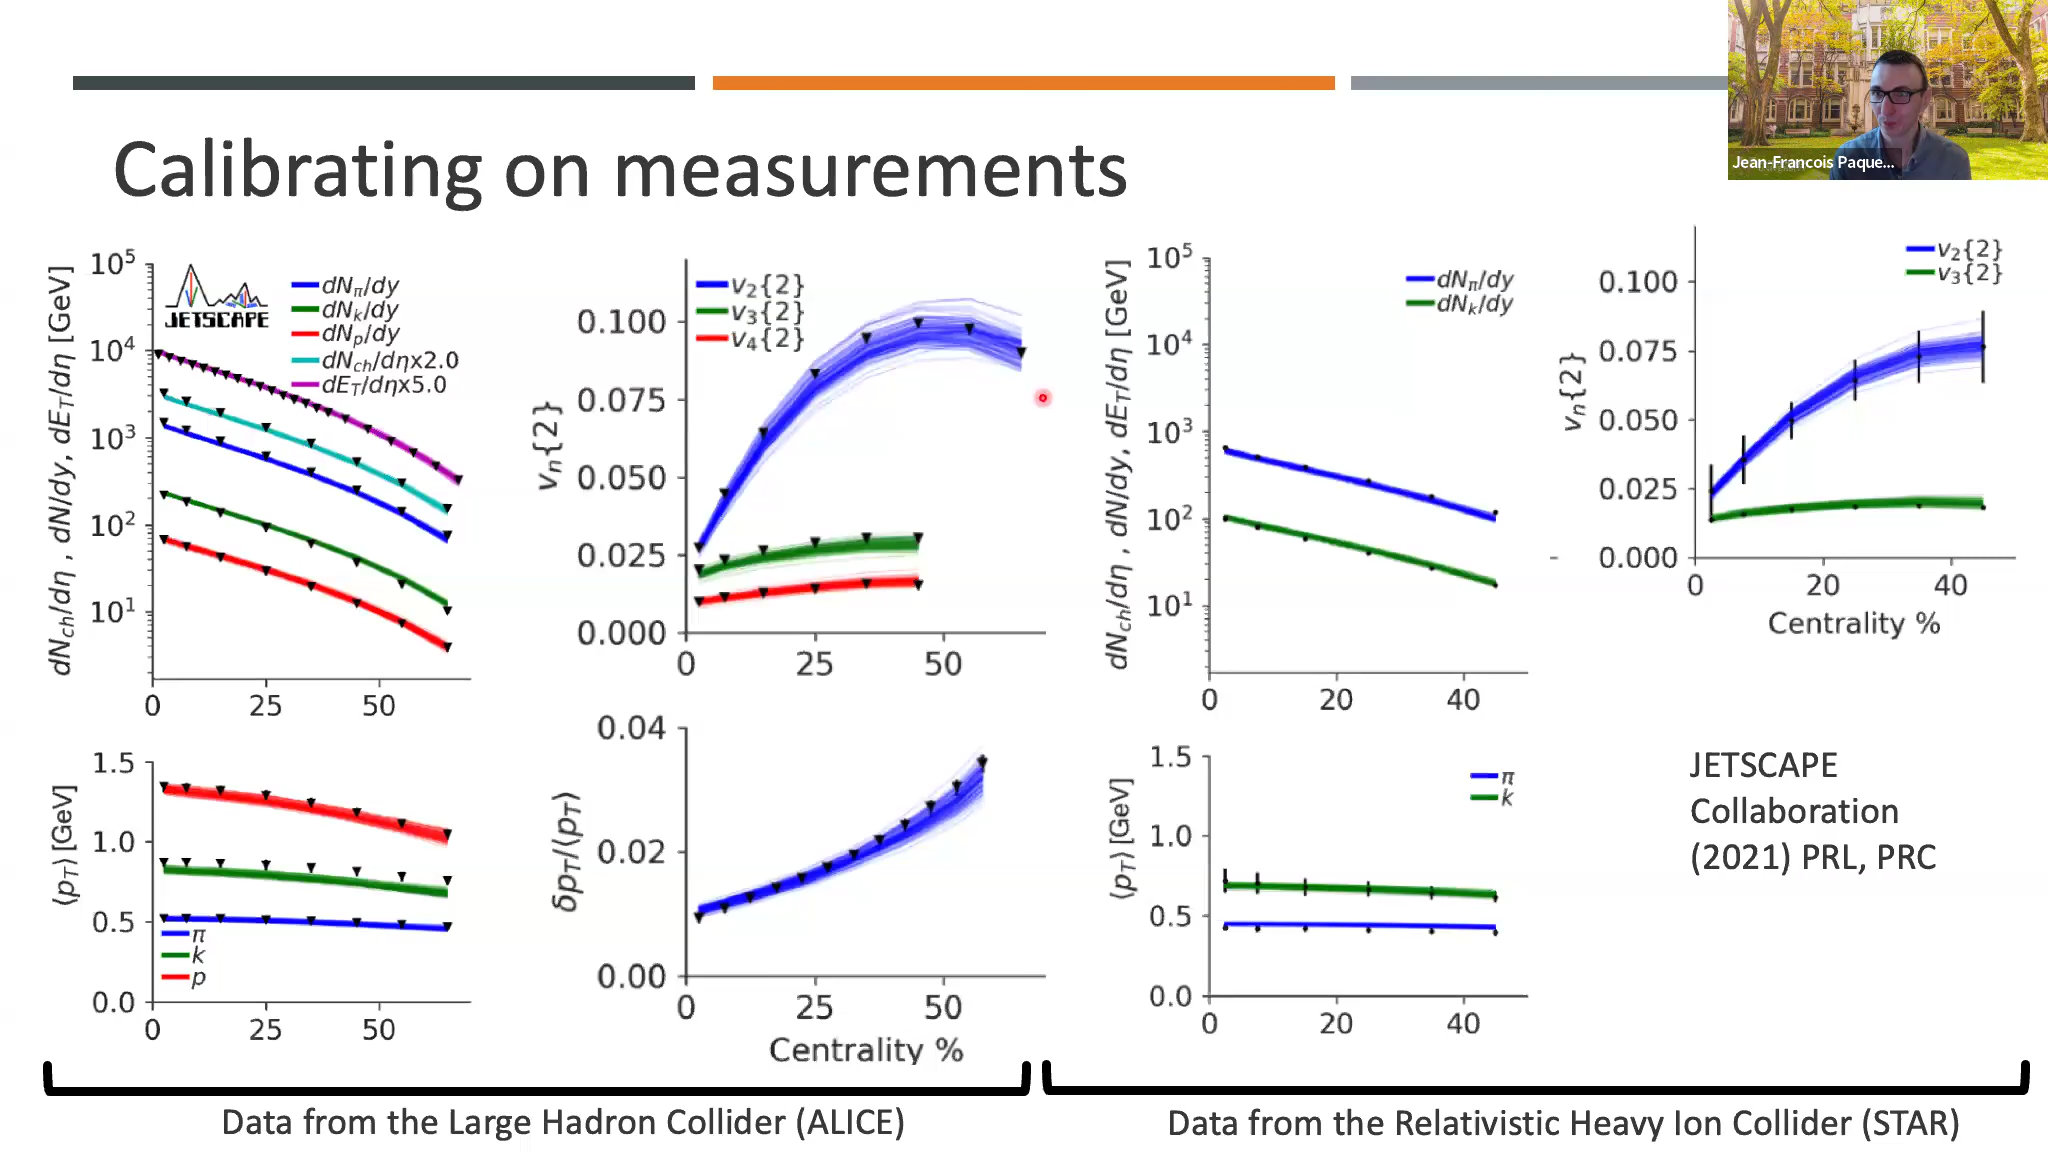 Jean-Francois Paque...
Calibrating on measurements
dN_ch/dη , dN/dy, dE_T/dη [GeV]
10^5
10^4
10^3
10^2
10^1
JETSCAPE
dN_π/dy
dN_k/dy
dN_p/dy
dN_ch/dηx2.0
dE_T/dηx5.0
0 25 50
v_n{2}
0.100
0.075
0.050
0.025
0.000
v_2{2}
v_3{2}
v_4{2}
0 25 50
dN_ch/dη , dN/dy, dE_T/dη [GeV]
10^5
10^4
10^3
10^2
10^1
dN_π/dy
dN_k/dy
0 20 40
v_n{2}
0.100
0.075
0.050
0.025
0.000
v_2{2}
v_3{2}
0 20 40
Centrality %
⟨p_T⟩ [GeV]
1.5
1.0
0.5
0.0
π
k
p
0 25 50
δp_T/⟨p_T⟩
0.04
0.02
0.00
0 25 50
Centrality %
⟨p_T⟩ [GeV]
1.5
1.0
0.5
0.0
π
k
0 20 40
JETSCAPE
Collaboration
(2021) PRL, PRC
Data from the Large Hadron Collider (ALICE)
Data from the Relativistic Heavy Ion Collider (STAR)